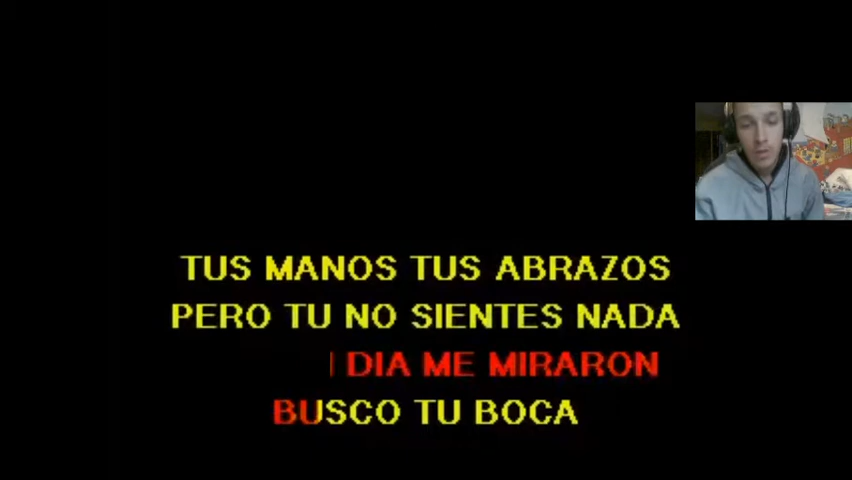 TUS MANOS TUS ABRAZOS
PERO TU NO SIENTES NADA
DIA ME MIRARON
BUSCO TU BOCA